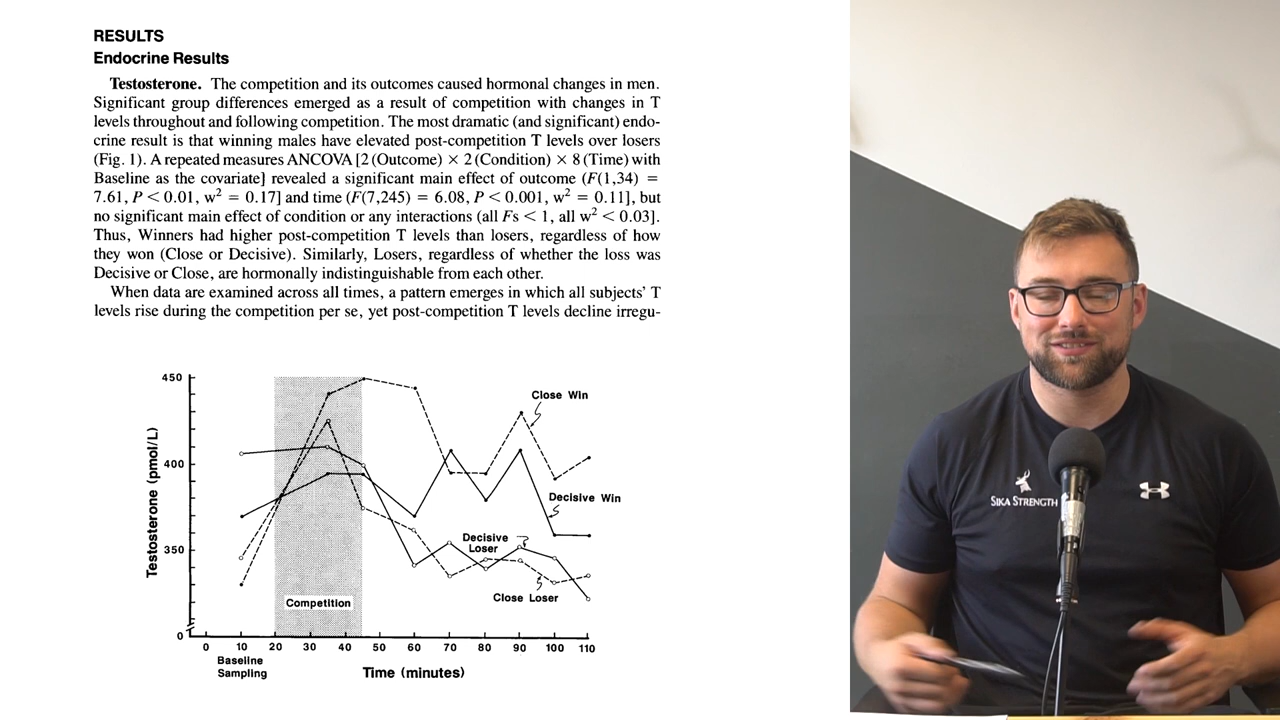 RESULTS
Endocrine Results
Testosterone. The competition and its outcomes caused hormonal changes in men.
Significant group differences emerged as a result of competition with changes in T
levels throughout and following competition. The most dramatic (and significant) endo-
crine result is that winning males have elevated post-competition T levels over losers
(Fig. 1). A repeated measures ANCOVA [2 (Outcome) × 2 (Condition) × 8 (Time) with
Baseline as the covariate] revealed a significant main effect of outcome (F(1,34) =
7.61, P < 0.01, w² = 0.17] and time (F(7,245) = 6.08, P < 0.001, w² = 0.11], but
no significant main effect of condition or any interactions (all Fs < 1, all w² < 0.03].
Thus, Winners had higher post-competition T levels than losers, regardless of how
they won (Close or Decisive). Similarly, Losers, regardless of whether the loss was
Decisive or Close, are hormonally indistinguishable from each other.
When data are examined across all times, a pattern emerges in which all subjects' T
levels rise during the competition per se, yet post-competition T levels decline irregu-
450
400
350
0
Testosterone (pmol/L)
Close Win
Decisive Win
Decisive
Loser
Close Loser
Competition
0 10 20 30 40 50 60 70 80 90 100 110
Baseline
Sampling
Time (minutes)
SIKA STRENGTH